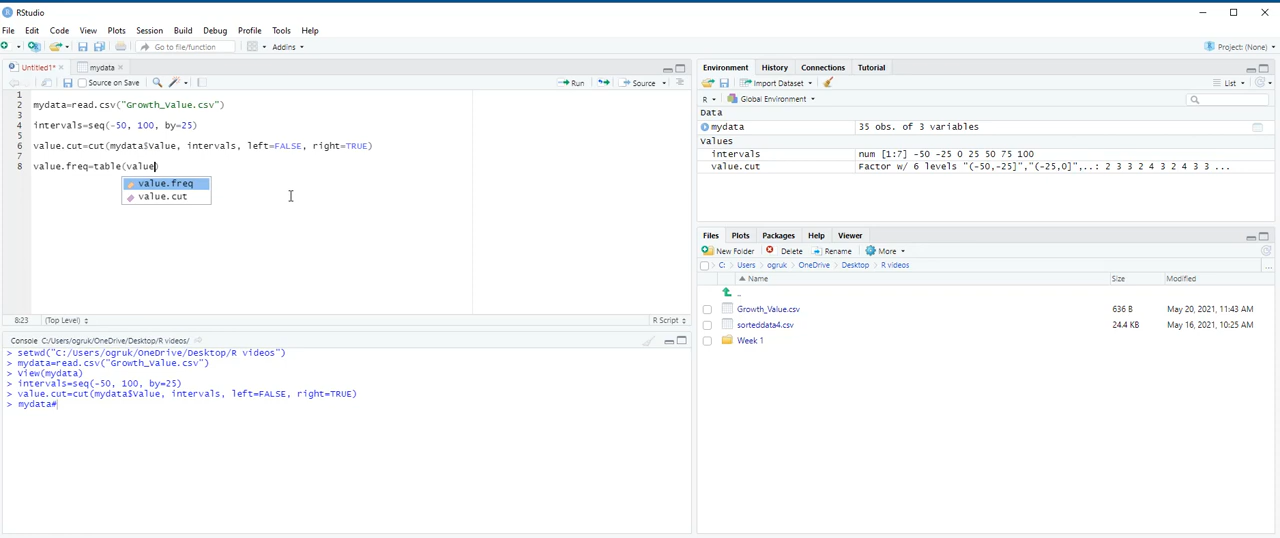 RStudio
File Edit Code View Plots Session Build Debug Profile Tools Help
Go to file/function Addins Project: (None)
Untitled1* mydata
Source on Save Run Source
1
2 mydata=read.csv("Growth_Value.csv")
3
4 intervals=seq(-50, 100, by=25)
5
6 value.cut=cut(mydata$Value, intervals, left=FALSE, right=TRUE)
7
8 value.freq=table(value)
value.freq
value.cut
8:23 (Top Level) R Script
Console C:/Users/ogruk/OneDrive/Desktop/R videos/
> setwd("C:/Users/ogruk/OneDrive/Desktop/R videos")
> mydata=read.csv("Growth_Value.csv")
> View(mydata)
> intervals=seq(-50, 100, by=25)
> value.cut=cut(mydata$Value, intervals, left=FALSE, right=TRUE)
> mydata#
Environment History Connections Tutorial
Import Dataset List
R Global Environment
Data
mydata 35 obs. of 3 variables
Values
intervals num [1:7] -50 -25 0 25 50 75 100
value.cut Factor w/ 6 levels "(-50,-25]","(-25,0]",..: 2 3 3 2 4 3 2 4 3 3 ...
Files Plots Packages Help Viewer
New Folder Delete Rename More
C: Users ogruk OneDrive Desktop R videos ...
Name Size Modified
..
Growth_Value.csv 636 B May 20, 2021, 11:43 AM
sorteddata4.csv 24.4 KB May 16, 2021, 10:25 AM
Week 1